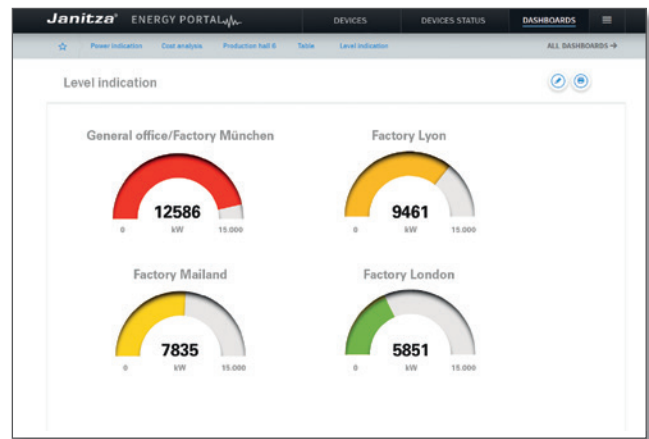 Janitza® ENERGY PORTAL DEVICES DEVICES STATUS DASHBOARDS
Power indication Cost analysis Production hall 6 Table Level indication ALL DASHBOARDS →
Level indication
General office/Factory München Factory Lyon
12586 9461
0 kW 15.000 0 kW 15.000
Factory Mailand Factory London
7835 5851
0 kW 15.000 0 kW 15.000